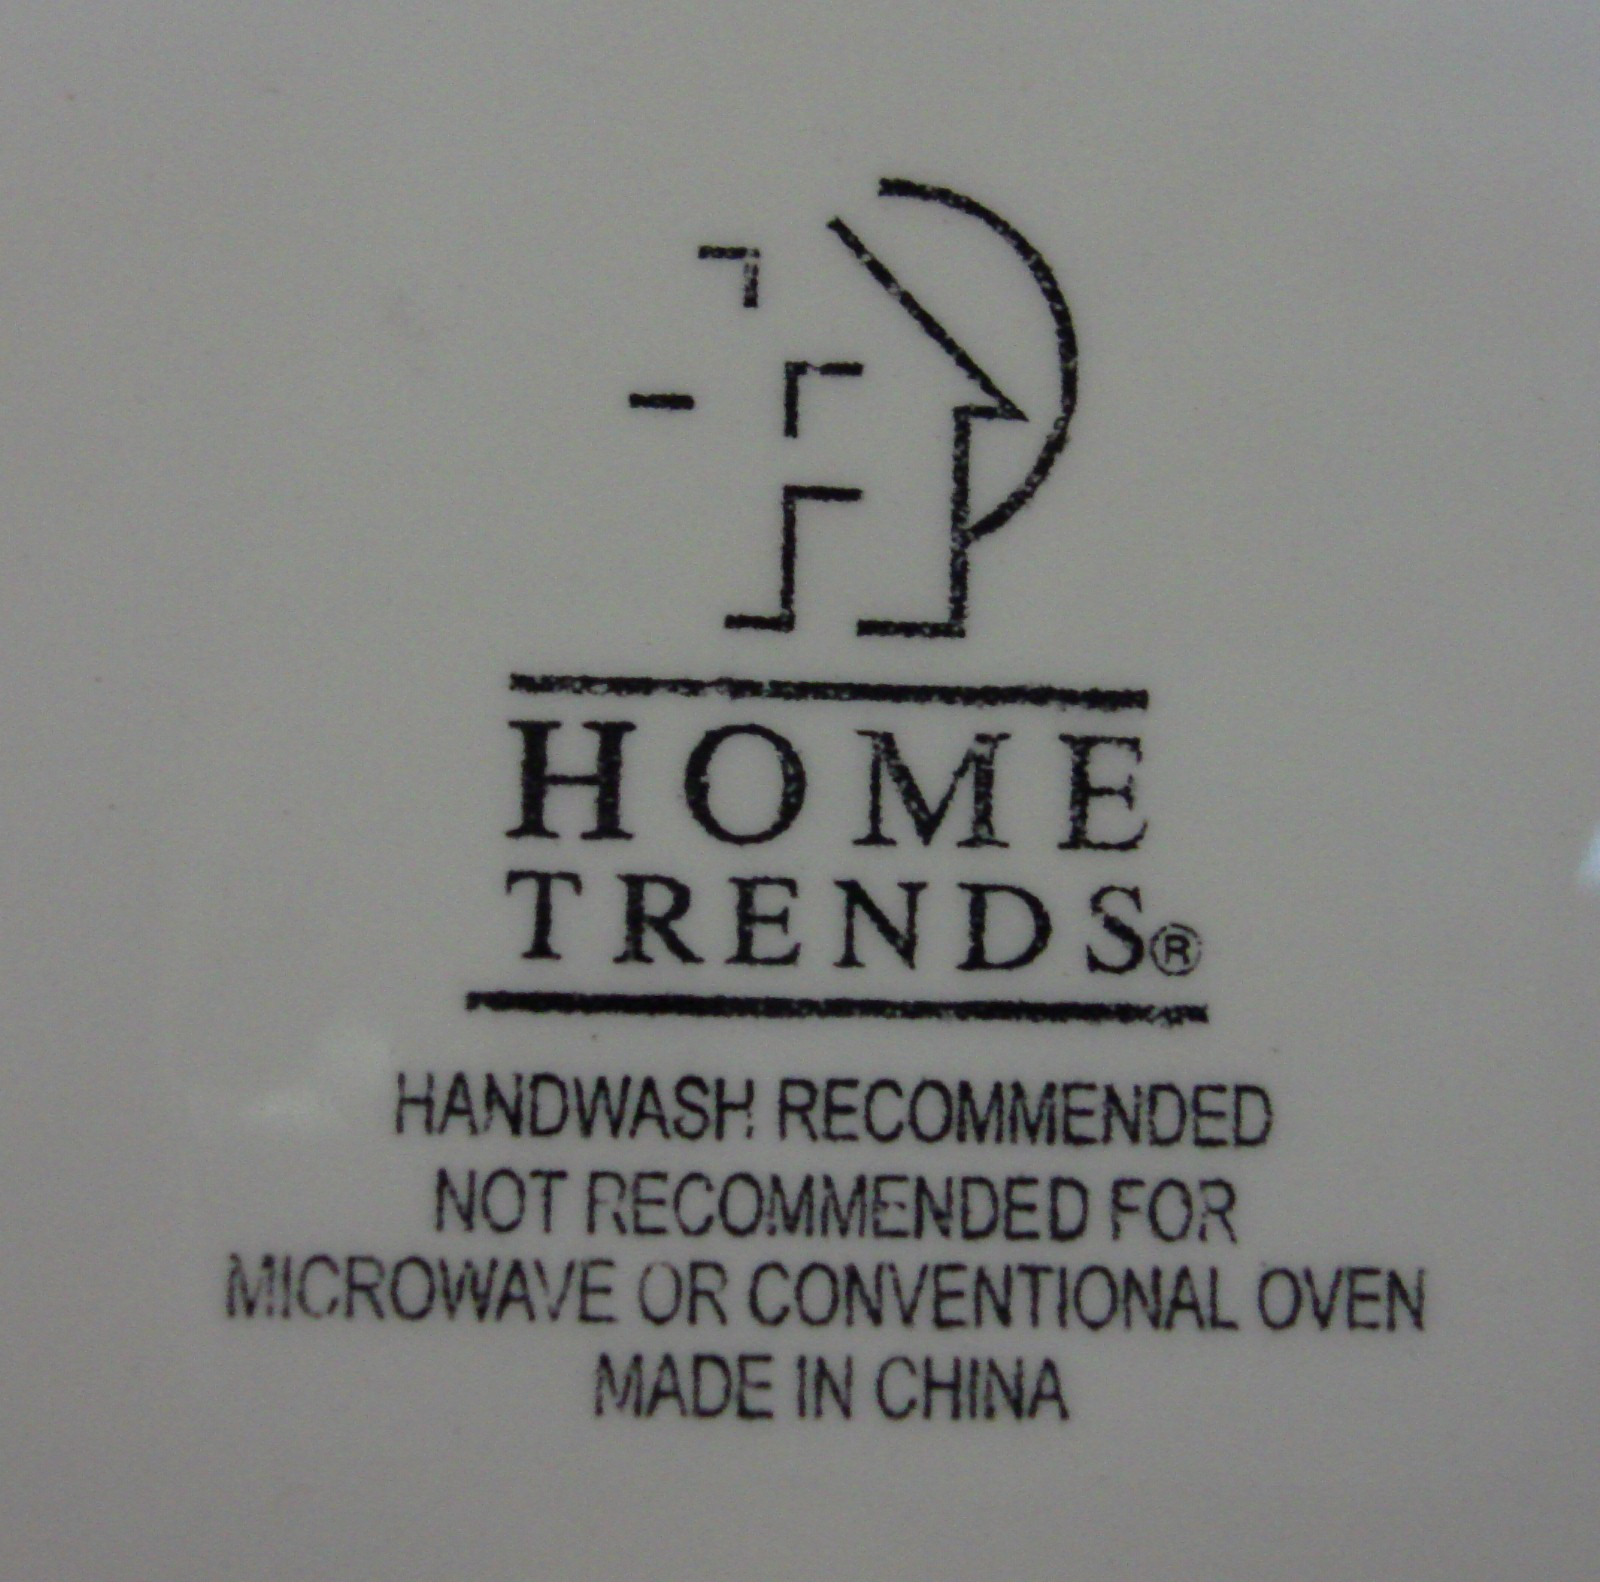 HOME
TRENDS®
HANDWASH RECOMMENDED
NOT RECOMMENDED FOR
MICROWAVE OR CONVENTIONAL OVEN
MADE IN CHINA